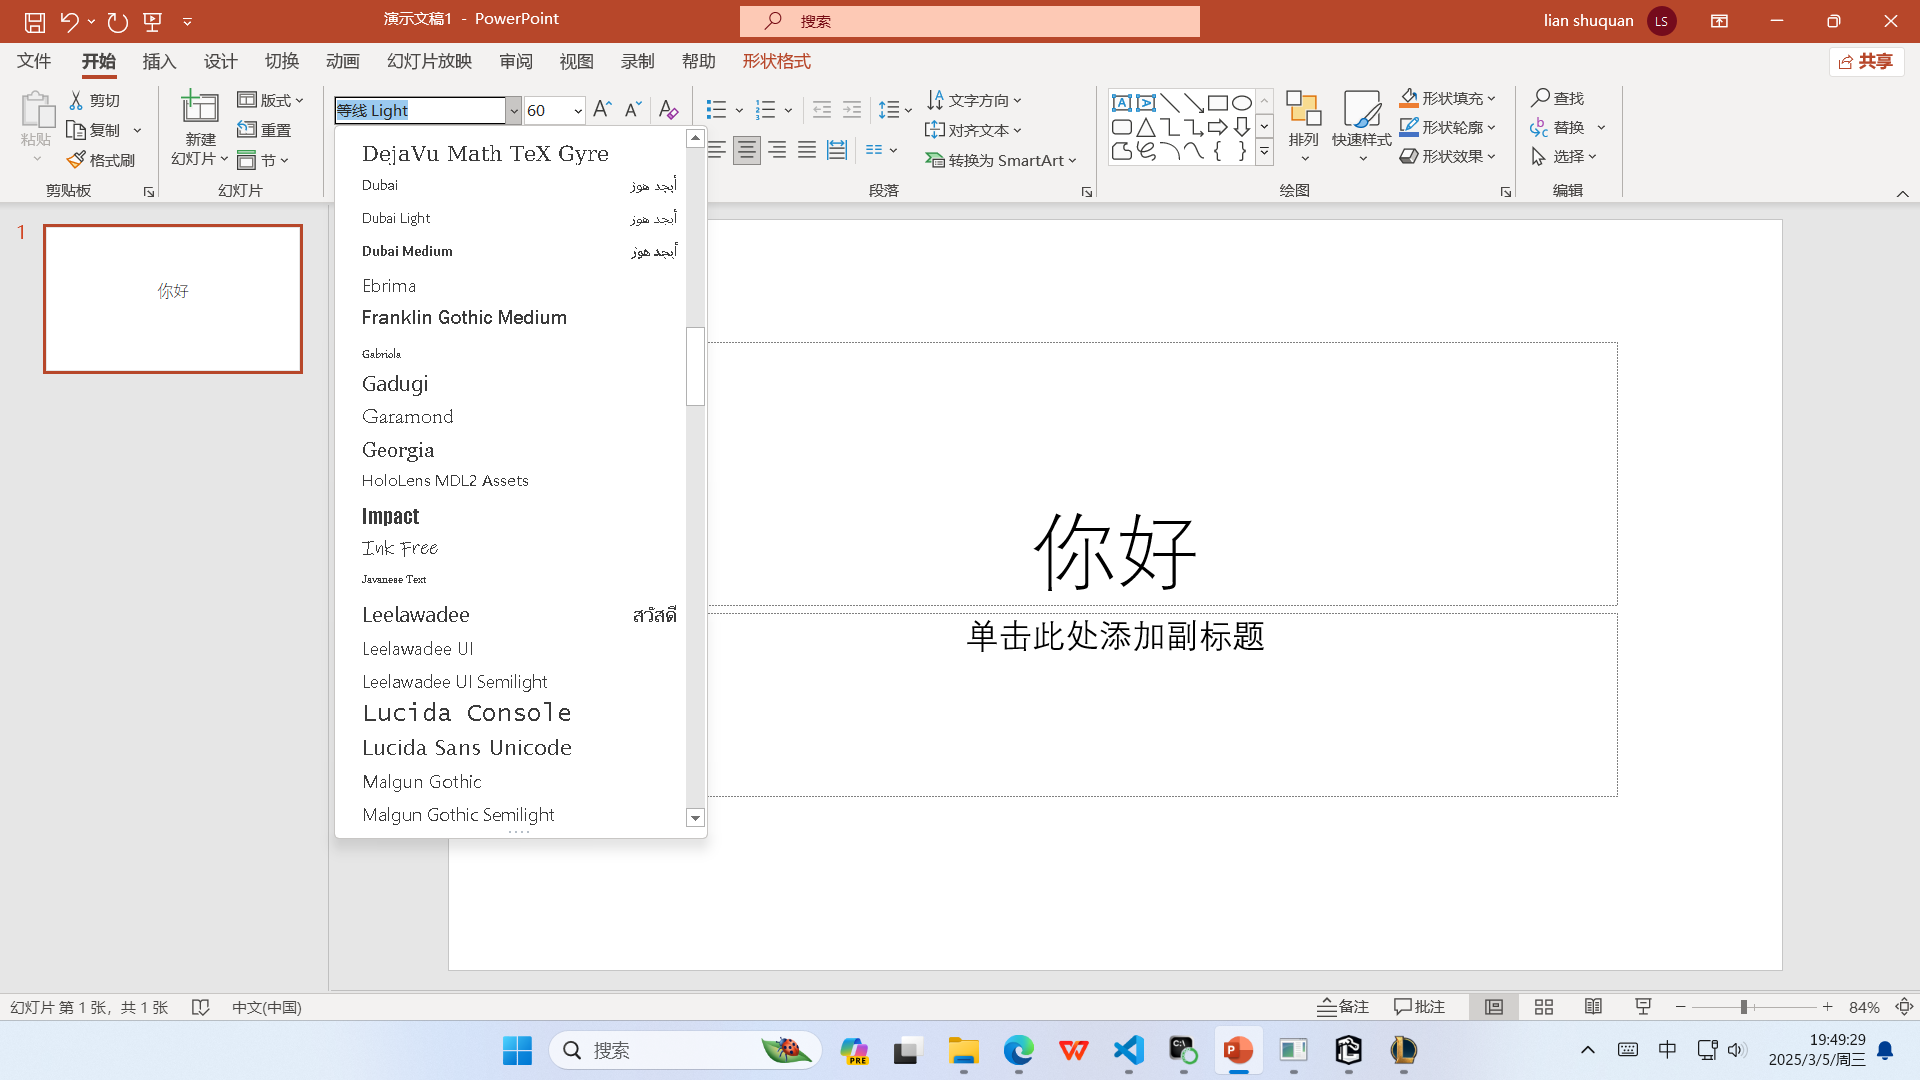 演示文稿1 - PowerPoint
搜索
lian shuquan
LS
文件 开始 插入 设计 切换 动画 幻灯片放映 审阅 视图 录制 帮助 形状格式
共享
粘贴
剪切
复制
格式刷
剪贴板
新建
幻灯片
版式
重置
节
幻灯片
等线 Light
60
文字方向
对齐文本
转换为 SmartArt
段落
排列
快速样式
形状填充
形状轮廓
形状效果
绘图
查找
替换
选择
编辑
DejaVu Math TeX Gyre
Dubai أبجد هوز
Dubai Light أبجد هوز
Dubai Medium أبجد هوز
Ebrima
Franklin Gothic Medium
Gabriola
Gadugi
Garamond
Georgia
HoloLens MDL2 Assets
Impact
Ink Free
Javanese Text
Leelawadee สวัสดี
Leelawadee UI
Leelawadee UI Semilight
Lucida Console
Lucida Sans Unicode
Malgun Gothic
Malgun Gothic Semilight
1
你好
你好
单击此处添加副标题
幻灯片 第 1 张，共 1 张
中文(中国)
备注
批注
84%
搜索
PRE
中
19:49:29
2025/3/5/周三